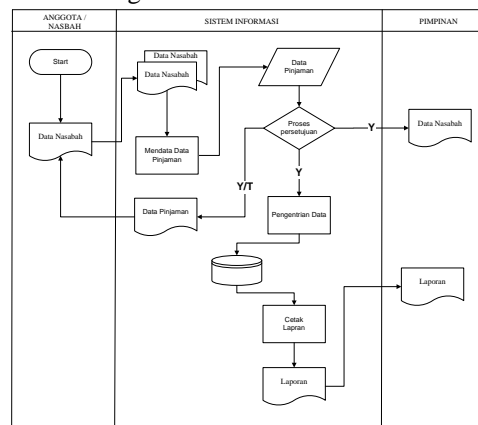 ANGGOTA /
NASBAH
SISTEM INFORMASI
PIMPINAN
Start
Data Nasabah
Data Nasabah
Data Nasabah
Mendata Data
Pinjaman
Data
Pinjaman
Proses
persetujuan
Y
Data Nasabah
Y/T
Y
Data Pinjaman
Pengentrian Data
Cetak
Lapran
Laporan
Laporan